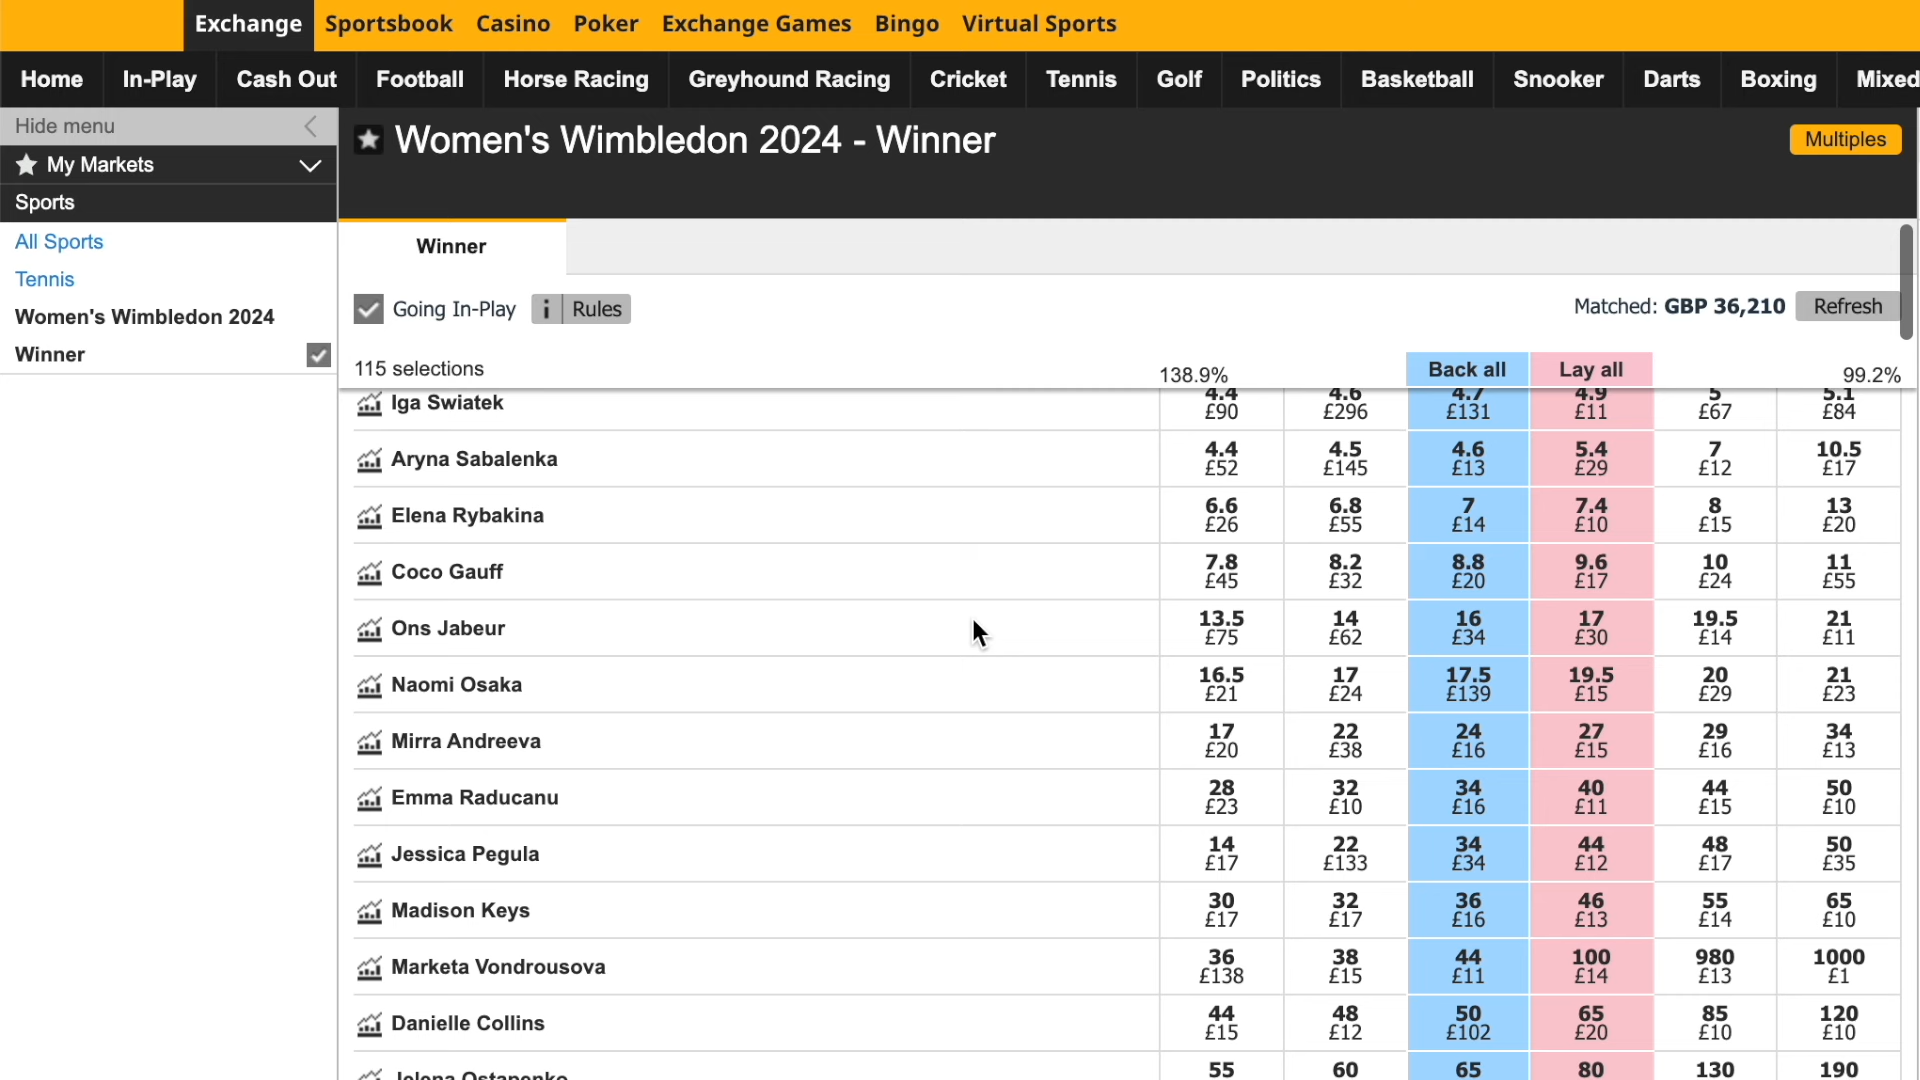 Exchange Sportsbook Casino Poker Exchange Games Bingo Virtual Sports
Home In-Play Cash Out Football Horse Racing Greyhound Racing Cricket Tennis Golf Politics Basketball Snooker Darts Boxing Mixed
Hide menu
My Markets
Sports
All Sports
Tennis
Women's Wimbledon 2024
Winner
Women's Wimbledon 2024 - Winner
Multiples
Winner
Going In-Play i Rules
Matched: GBP 36,210 Refresh
115 selections 138.9% Back all Lay all 99.2%
Iga Swiatek 4.4 4.6 4.7 4.9 5 5.1
£90 £296 £131 £11 £67 £84
Aryna Sabalenka 4.4 4.5 4.6 5.4 7 10.5
£52 £145 £13 £29 £12 £17
Elena Rybakina 6.6 6.8 7 7.4 8 13
£26 £55 £14 £10 £15 £20
Coco Gauff 7.8 8.2 8.8 9.6 10 11
£45 £32 £20 £17 £24 £55
Ons Jabeur 13.5 14 16 17 19.5 21
£75 £62 £34 £30 £14 £11
Naomi Osaka 16.5 17 17.5 19.5 20 21
£21 £24 £139 £15 £29 £23
Mirra Andreeva 17 22 24 27 29 34
£20 £38 £16 £15 £16 £13
Emma Raducanu 28 32 34 40 44 50
£23 £10 £16 £11 £15 £10
Jessica Pegula 14 22 34 44 48 50
£17 £133 £34 £12 £17 £35
Madison Keys 30 32 36 46 55 65
£17 £17 £16 £13 £14 £10
Marketa Vondrousova 36 38 44 100 980 1000
£138 £15 £11 £14 £13 £1
Danielle Collins 44 48 50 65 85 120
£15 £12 £102 £20 £10 £10
Jelena Ostapenko 55 60 65 80 130 190